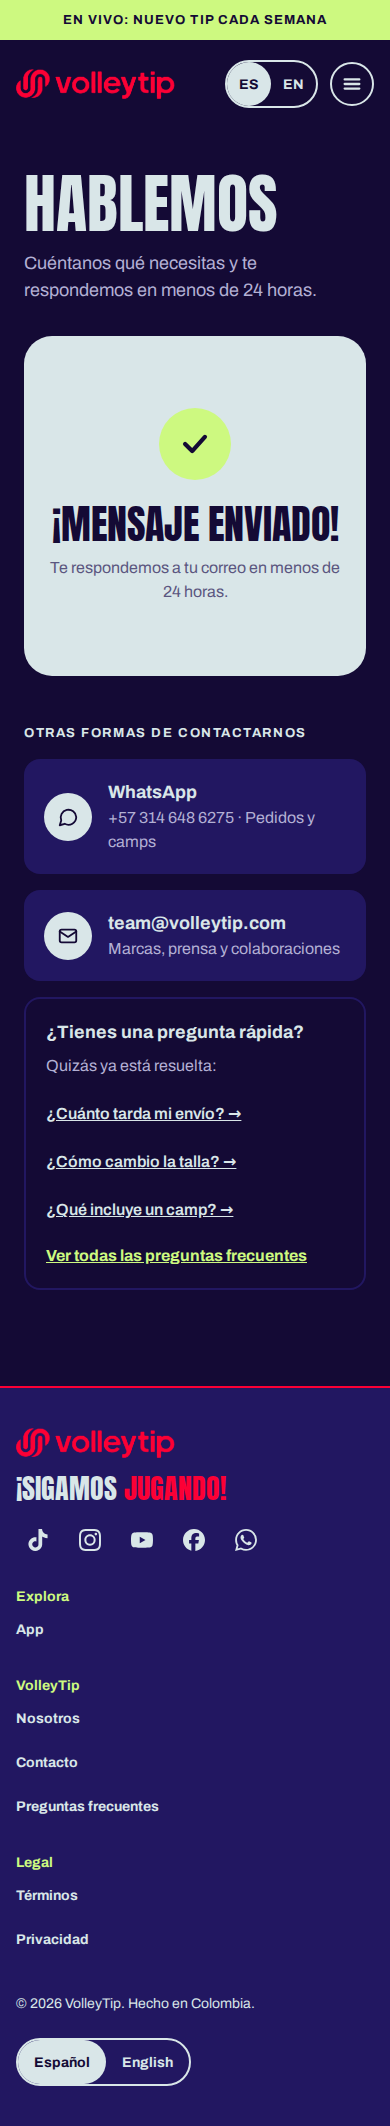 EN VIVO: NUEVO TIP CADA SEMANA
volleytip
ES EN
HABLEMOS
Cuéntanos qué necesitas y te
respondemos en menos de 24 horas.
¡MENSAJE ENVIADO!
Te respondemos a tu correo en menos de
24 horas.
OTRAS FORMAS DE CONTACTARNOS
WhatsApp
+57 314 648 6275 · Pedidos y
camps
team@volleytip.com
Marcas, prensa y colaboraciones
¿Tienes una pregunta rápida?
Quizás ya está resuelta:
¿Cuánto tarda mi envío? →
¿Cómo cambio la talla? →
¿Qué incluye un camp? →
Ver todas las preguntas frecuentes
volleytip
¡SIGAMOS JUGANDO!
Explora
App
VolleyTip
Nosotros
Contacto
Preguntas frecuentes
Legal
Términos
Privacidad
© 2026 VolleyTip. Hecho en Colombia.
Español English